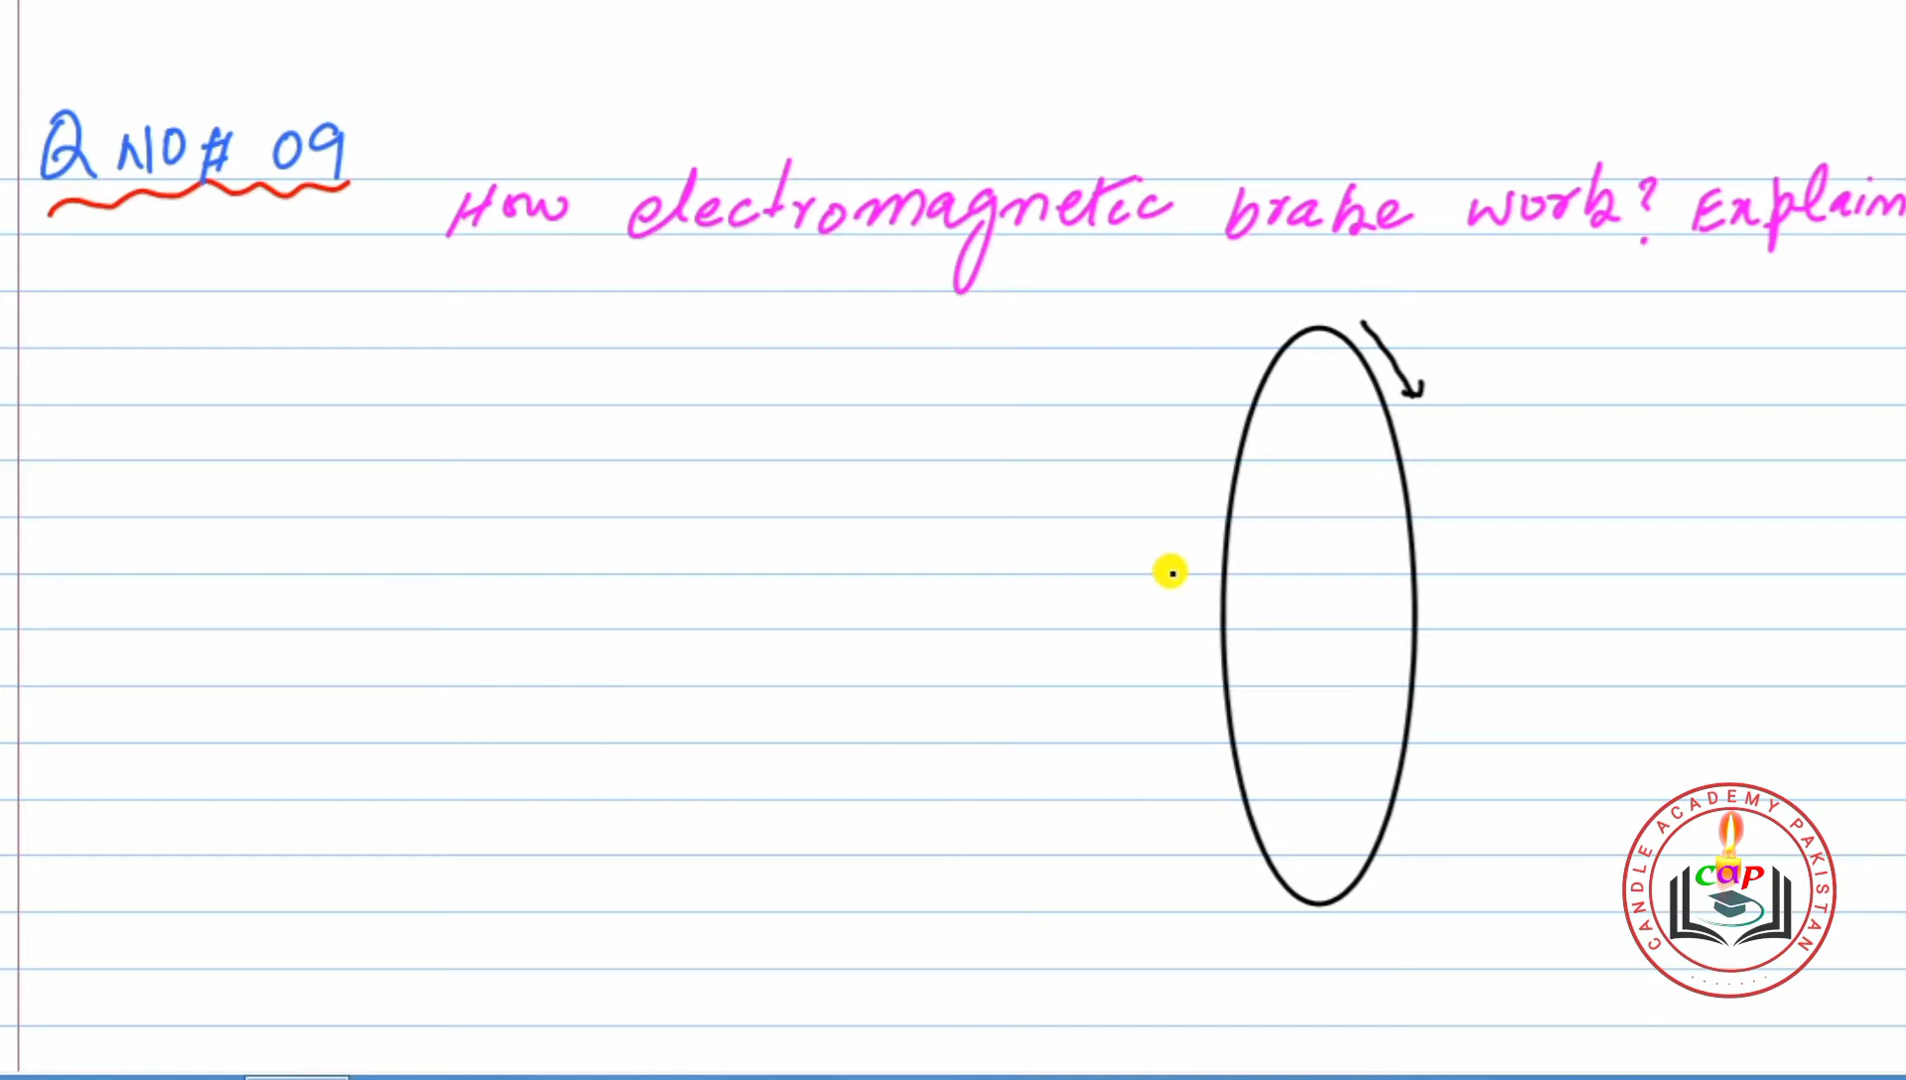 Q NO # 09
How electromagnetic brake work? Explain
CANDLE ACADEMY PAKISTAN
cap